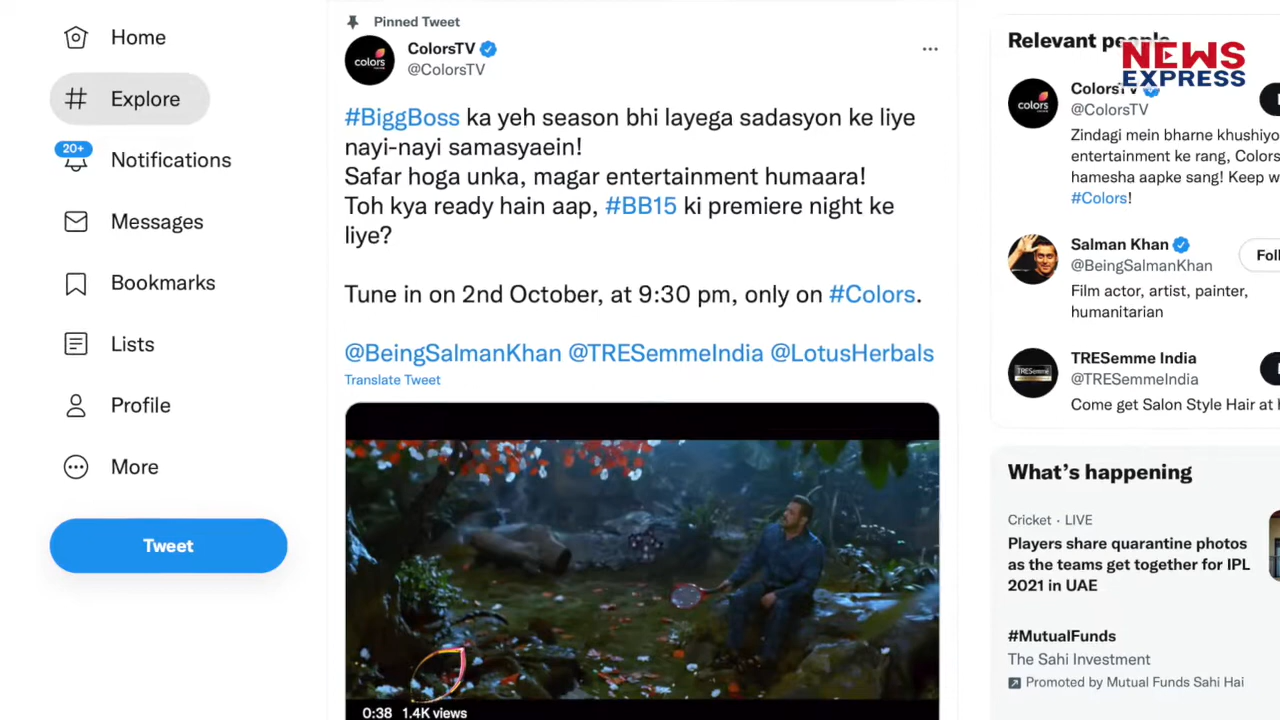 Home
Explore
20+
Notifications
Messages
Bookmarks
Lists
Profile
More
Tweet
Pinned Tweet
colors
ColorsTV
@ColorsTV
#BiggBoss ka yeh season bhi layega sadasyon ke liye
nayi-nayi samasyaein!
Safar hoga unka, magar entertainment humaara!
Toh kya ready hain aap, #BB15 ki premiere night ke
liye?
Tune in on 2nd October, at 9:30 pm, only on #Colors.
@BeingSalmanKhan @TRESemmeIndia @LotusHerbals
Translate Tweet
0:38 1.4K views
Relevant people
NEWS
EXPRESS
colors
ColorsTV
@ColorsTV
Zindagi mein bharne khushiyo
entertainment ke rang, Colors
hamesha aapke sang! Keep w
#Colors!
Salman Khan
@BeingSalmanKhan
Foll
Film actor, artist, painter,
humanitarian
TRESemme
TRESemme India
@TRESemmeIndia
Come get Salon Style Hair at h
What's happening
Cricket · LIVE
Players share quarantine photos
as the teams get together for IPL
2021 in UAE
#MutualFunds
The Sahi Investment
Promoted by Mutual Funds Sahi Hai